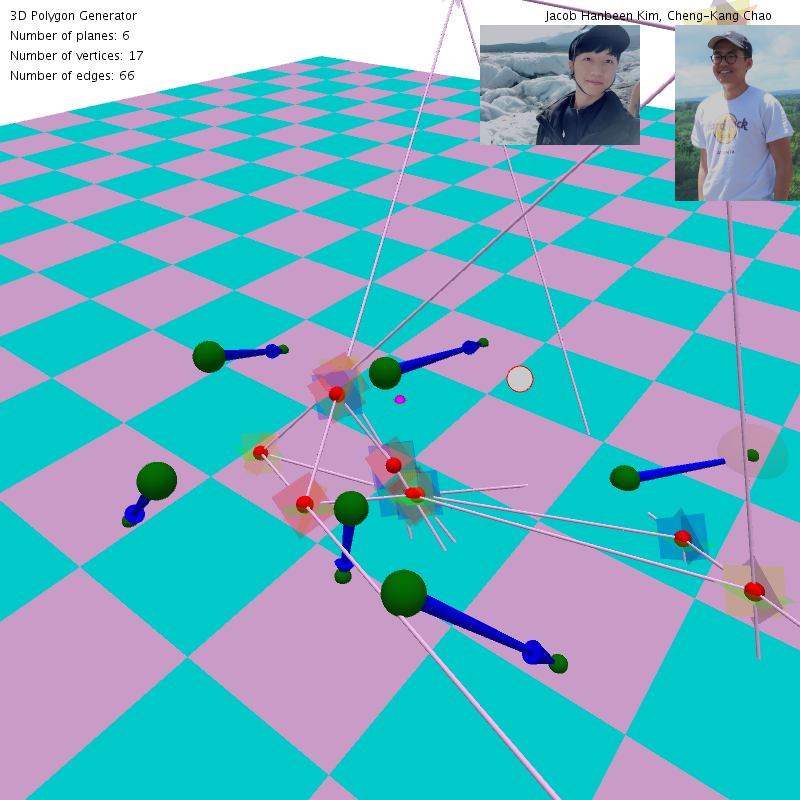 3D Polygon Generator
Jacob Hanbeen Kim, Cheng-Kang Chao
Number of planes: 6
Number of vertices: 17
Number of edges: 66